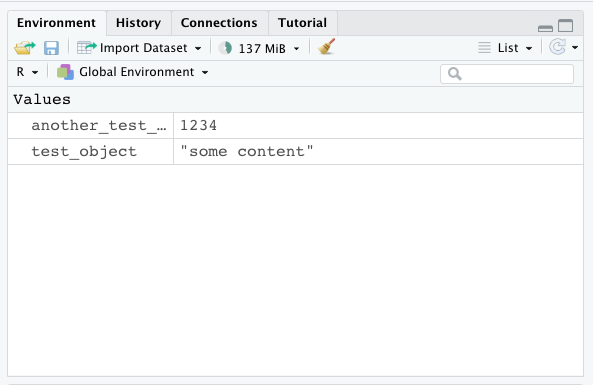 Environment History Connections Tutorial
Import Dataset 137 MiB List
R Global Environment
Values
another_test_… 1234
test_object "some content"